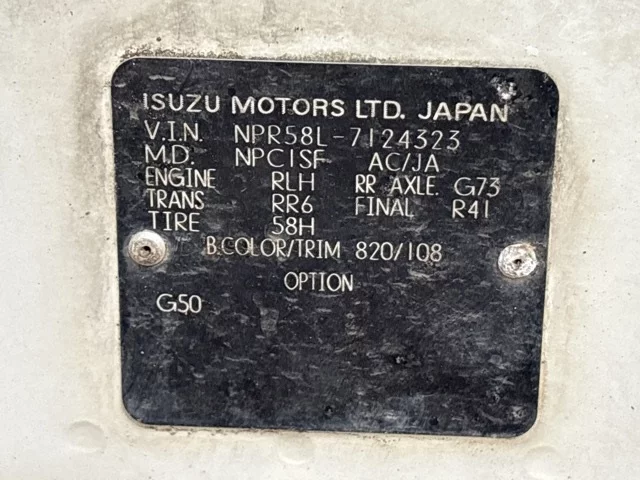 ISUZU MOTORS LTD. JAPAN
V.I.N. NPR58L-7124323
M.D. NPC1SF AC/JA
ENGINE RLH RR AXLE. G73
TRANS RR6 FINAL R41
TIRE 58H
B.COLOR/TRIM 820/108
OPTION
G50